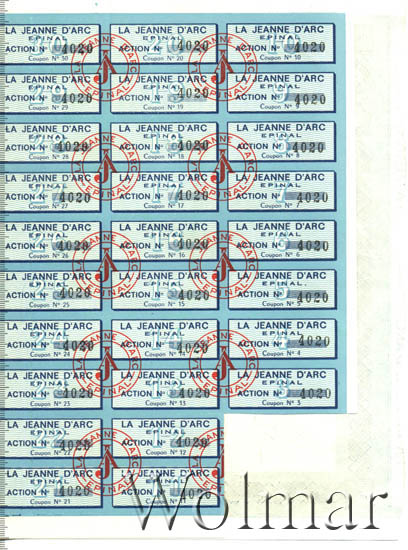 LA JEANNE D'ARC LA JEANNE D'ARC LA JEANNE D'ARC
EPINAL EPINAL EPINAL
ACTION N° 4020 ACTION N° 4020 ACTION N° 4020
Coupon N° 30 Coupon N° 20 Coupon N° 10
LA JEANNE D'ARC LA JEANNE D'ARC LA JEANNE D'ARC
EPINAL EPINAL EPINAL
ACTION N° 4020 ACTION N° 4020 ACTION N° 4020
Coupon N° 29 Coupon N° 19 Coupon N° 9
LA JEANNE D'ARC LA JEANNE D'ARC LA JEANNE D'ARC
EPINAL EPINAL EPINAL
ACTION N° 4020 ACTION N° 4020 ACTION N° 4020
Coupon N° 28 Coupon N° 18 Coupon N° 8
LA JEANNE D'ARC LA JEANNE D'ARC LA JEANNE D'ARC
EPINAL EPINAL EPINAL
ACTION N° 4020 ACTION N° 4020 ACTION N° 4020
Coupon N° 27 Coupon N° 17 Coupon N° 7
LA JEANNE D'ARC LA JEANNE D'ARC LA JEANNE D'ARC
EPINAL EPINAL EPINAL
ACTION N° 4020 ACTION N° 4020 ACTION N° 4020
Coupon N° 26 Coupon N° 16 Coupon N° 6
LA JEANNE D'ARC LA JEANNE D'ARC LA JEANNE D'ARC
EPINAL EPINAL EPINAL
ACTION N° 4020 ACTION N° 4020 ACTION N° 4020
Coupon N° 25 Coupon N° 15 Coupon N° 5
LA JEANNE D'ARC LA JEANNE D'ARC LA JEANNE D'ARC
EPINAL EPINAL EPINAL
ACTION N° 4020 ACTION N° 4020 ACTION N° 4020
Coupon N° 24 Coupon N° 14 Coupon N° 4
LA JEANNE D'ARC LA JEANNE D'ARC LA JEANNE D'ARC
EPINAL EPINAL EPINAL
ACTION N° 4020 ACTION N° 4020 ACTION N° 4020
Coupon N° 23 Coupon N° 13 Coupon N° 3
LA JEANNE D'ARC LA JEANNE D'ARC
EPINAL EPINAL
ACTION N° 4020 ACTION N° 4020
Coupon N° 22 Coupon N° 12
LA JEANNE D'ARC LA JEANNE D'ARC
EPINAL EPINAL
ACTION N° 4020 ACTION N° 4020
Coupon N° 21 Coupon N° 11
Wolmar